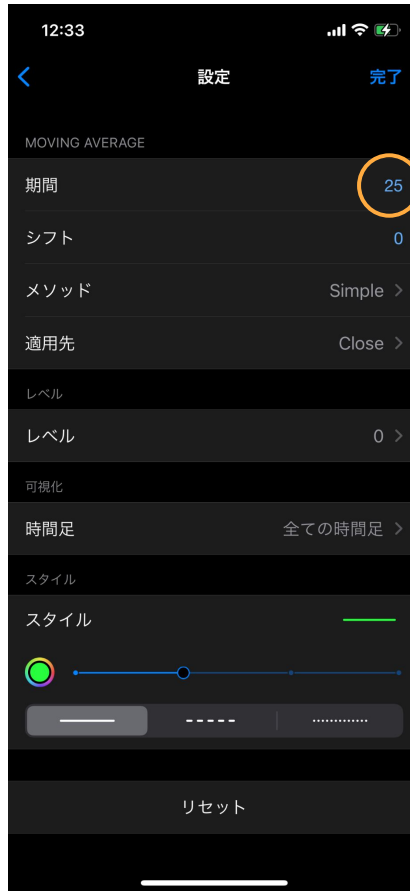 12:33
設定
完了
MOVING AVERAGE
期間 25
シフト 0
メソッド Simple
適用先 Close
レベル
レベル 0
可視化
時間足 全ての時間足
スタイル
スタイル
リセット